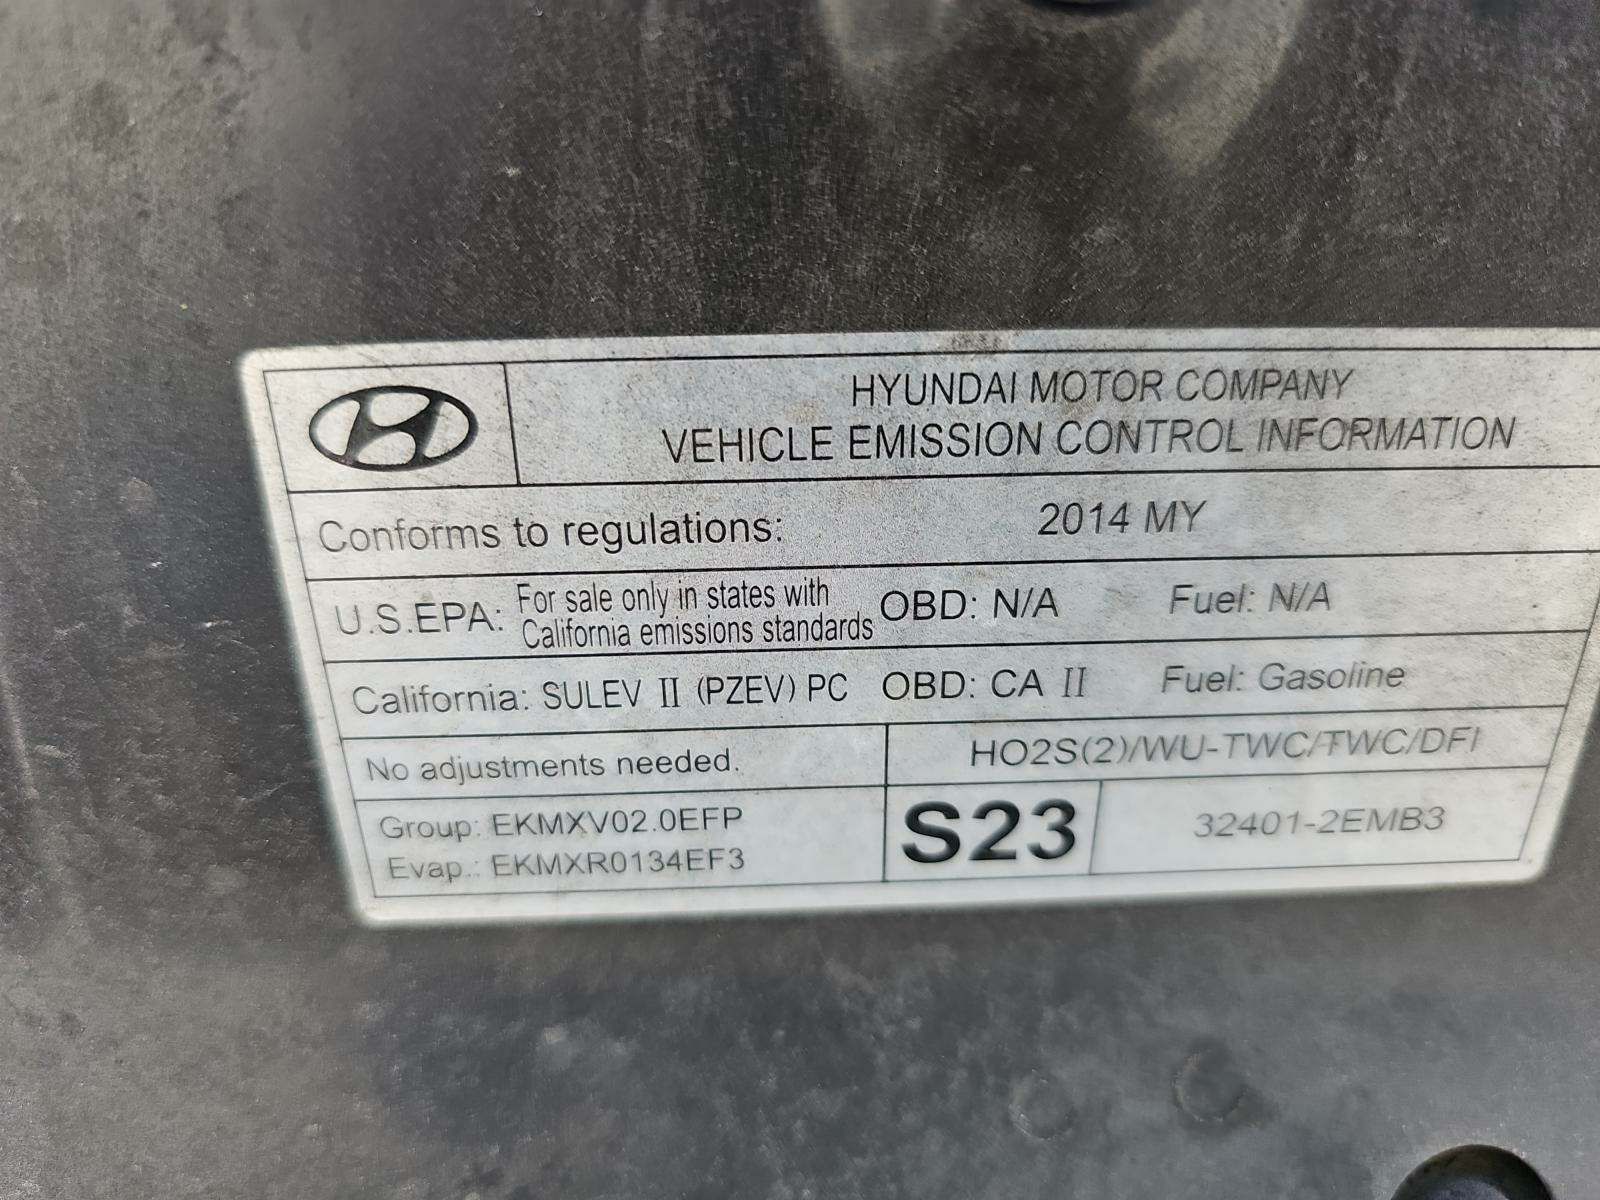 HYUNDAI MOTOR COMPANY
VEHICLE EMISSION CONTROL INFORMATION
Conforms to regulations: 2014 MY
U.S.EPA: For sale only in states with California emissions standards OBD: N/A Fuel: N/A
California: SULEV II (PZEV) PC OBD: CA II Fuel: Gasoline
No adjustments needed. HO2S(2)/WU-TWC/TWC/DFI
Group: EKMXV02.0EFP
Evap.: EKMXR0134EF3
S23 32401-2EMB3